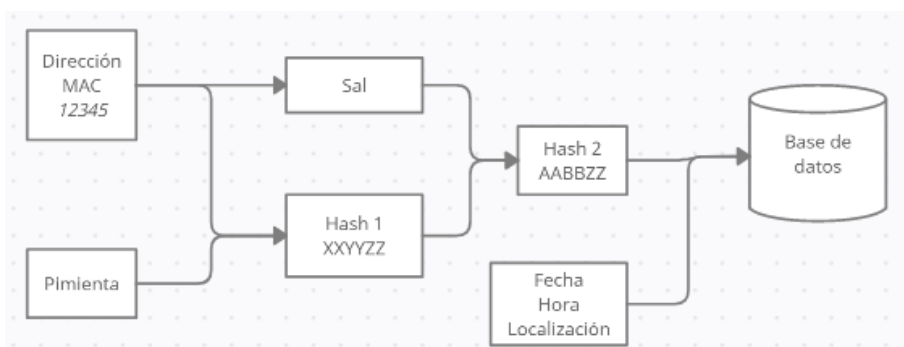 Dirección
MAC
12345
Sal
Hash 1
XXYYZZ
Pimienta
Hash 2
AABBZZ
Fecha
Hora
Localización
Base de
datos